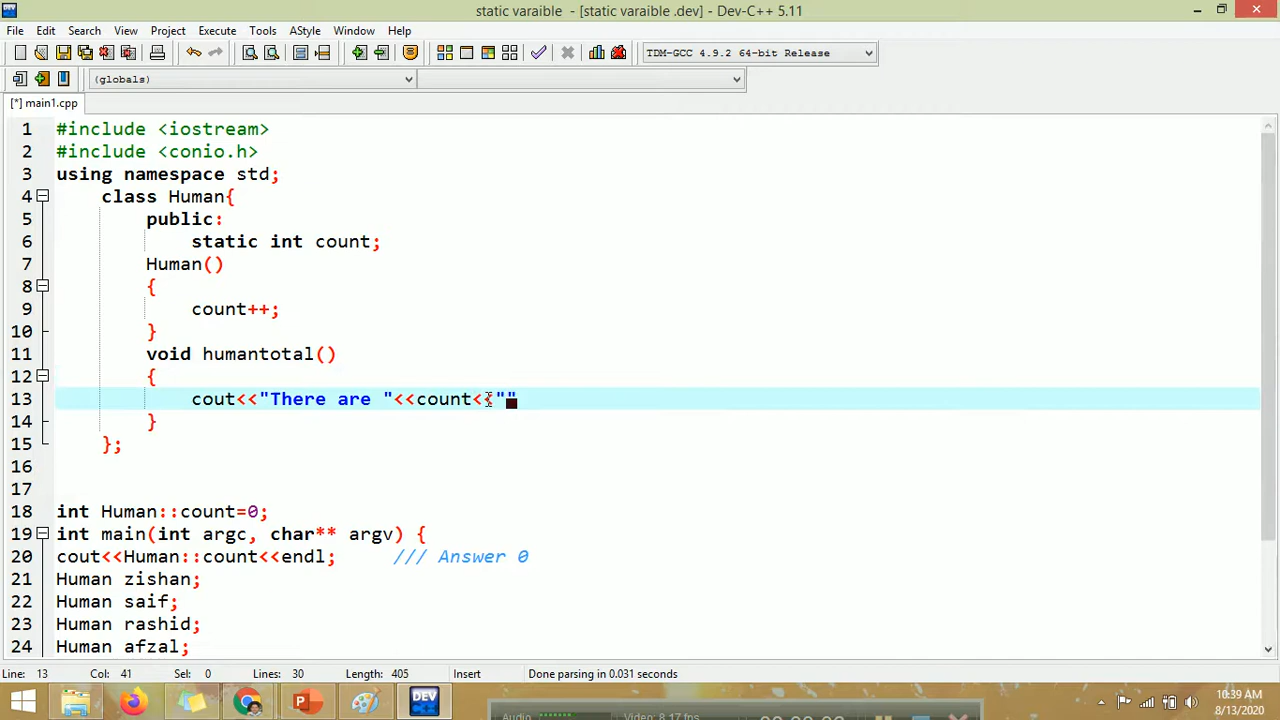 static varaible - [static varaible .dev] - Dev-C++ 5.11
File Edit Search View Project Execute Tools AStyle Window Help
TDM-GCC 4.9.2 64-bit Release
(globals)
[*] main1.cpp
1 #include <iostream>
2 #include <conio.h>
3 using namespace std;
4 class Human{
5 public:
6 static int count;
7 Human()
8 {
9 count++;
10 }
11 void humantotal()
12 {
13 cout<<"There are "<<count<<""
14 }
15 };
16
17
18 int Human::count=0;
19 int main(int argc, char** argv) {
20 cout<<Human::count<<endl; /// Answer 0
21 Human zishan;
22 Human saif;
23 Human rashid;
24 Human afzal;
Line: 13 Col: 41 Sel: 0 Lines: 30 Length: 405 Insert Done parsing in 0.031 seconds
DEV
10:39 AM
8/13/2020
Audio Video: 8.17 fps